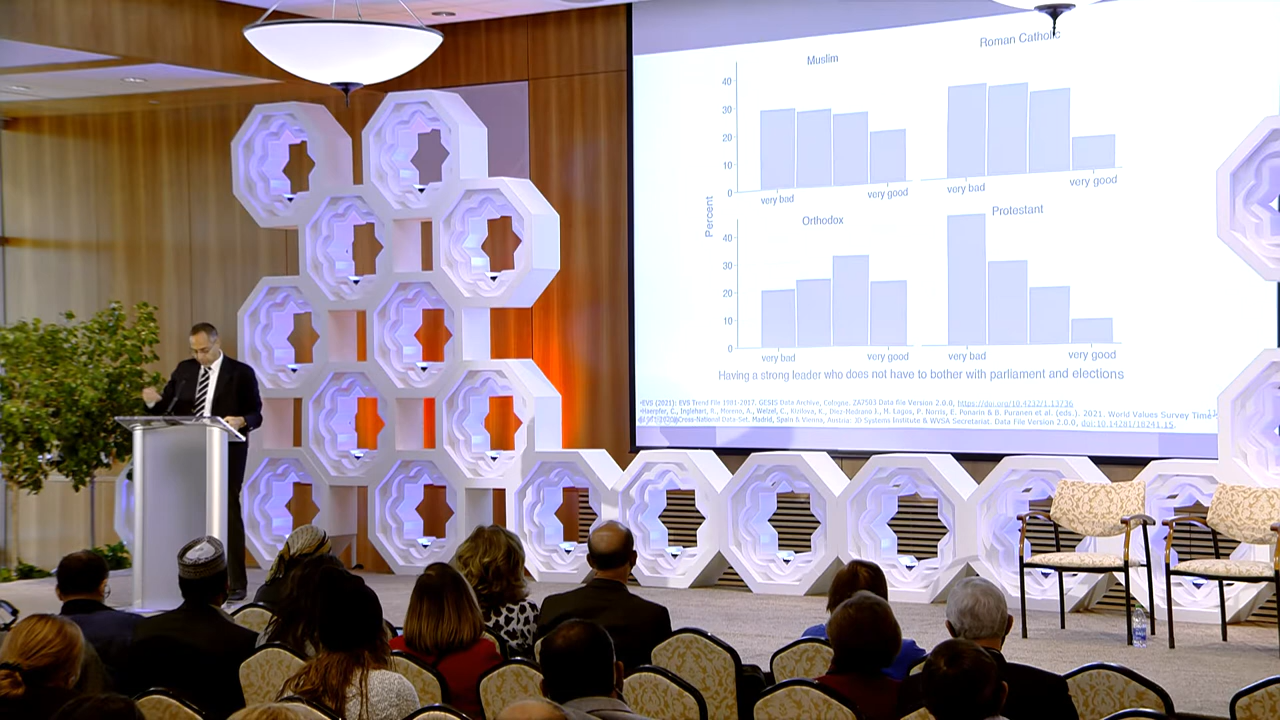 Muslim
Roman Catholic
40
30
20
10
0
very bad
very good
very bad
very good
Percent
Orthodox
Protestant
40
30
20
10
0
very bad
very good
very bad
very good
Having a strong leader who does not have to bother with parliament and elections
EVS (2021): EVS Trend File 1981-2017. GESIS Data Archive, Cologne. ZA7503 Data file Version 2.0.0, https://doi.org/10.4232/1.13736
Haerpfer, C., Inglehart, R., Moreno, A., Welzel, C., Kizilova, K., Diez-Medrano J., M. Lagos, P. Norris, E. Ponarin & B. Puranen et al. (eds.). 2021. World Values Survey Time
Cross-National Data-Set. Madrid, Spain & Vienna, Austria: JD Systems Institute & WVSA Secretariat. Data File Version 2.0.0, doi:10.14281/18241.15.